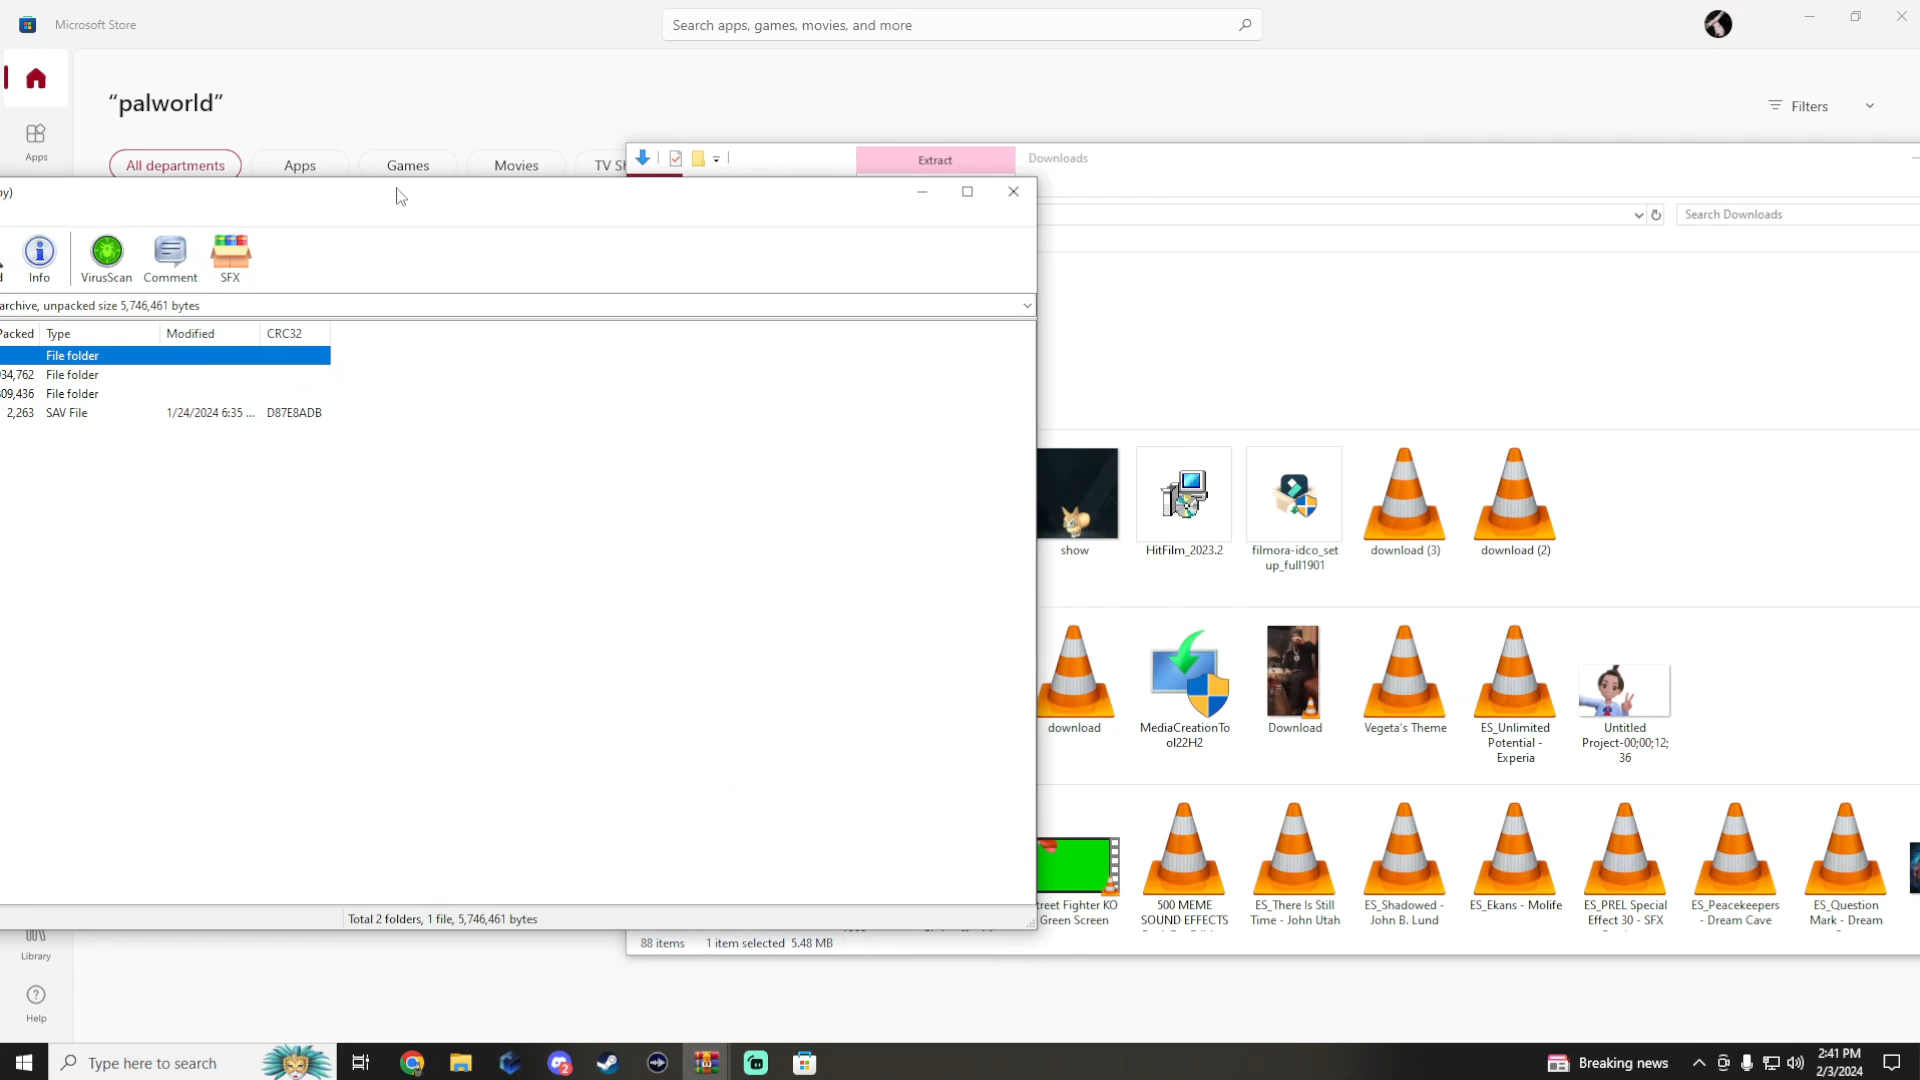 Microsoft Store
Search apps, games, movies, and more
“palworld”
Filters
Apps
All departments
Apps
Games
Movies
TV Sh
Extract
Downloads
py)
Search Downloads
Info
VirusScan
Comment
SFX
archive, unpacked size 5,746,461 bytes
Packed Type Modified CRC32
File folder
34,762 File folder
09,436 File folder
2,263 SAV File 1/24/2024 6:35 ... D87E8ADB
show
HitFilm_2023.2
filmora-idco_set
up_full1901
download (3)
download (2)
download
MediaCreationTo
ol22H2
Download
Vegeta's Theme
ES_Unlimited
Potential -
Experia
Untitled
Project-00;00;12;
36
treet Fighter KO
Green Screen
500 MEME
SOUND EFFECTS
ES_There Is Still
Time - John Utah
ES_Shadowed -
John B. Lund
ES_Ekans - Molife
ES_PREL Special
Effect 30 - SFX
ES_Peacekeepers
- Dream Cave
ES_Question
Mark - Dream
Total 2 folders, 1 file, 5,746,461 bytes
88 items 1 item selected 5.48 MB
Library
Help
Type here to search
2
Breaking news
2:41 PM
2/3/2024